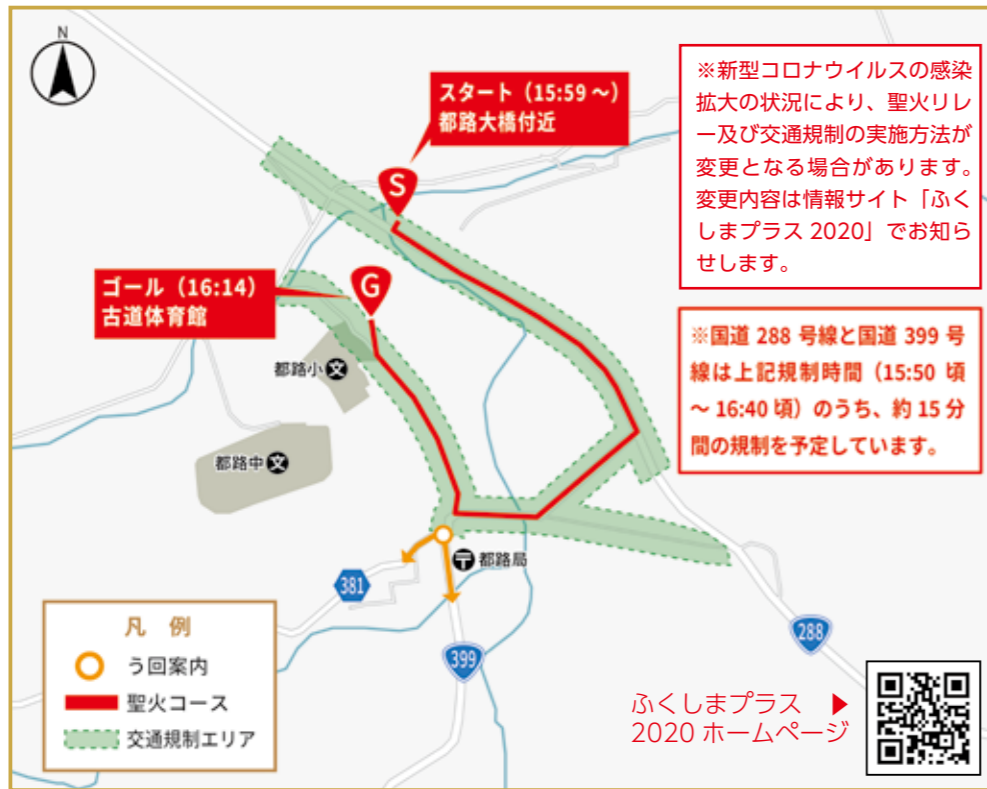 N
スタート（15:59～）
都路大橋付近
※新型コロナウイルスの感染
拡大の状況により、聖火リレ
ー及び交通規制の実施方法が
変更となる場合があります。
変更内容は情報サイト「ふく
しまプラス 2020」でお知ら
せします。
S
ゴール（16:14）
古道体育館
G
※国道 288 号線と国道 399 号
線は上記規制時間（15:50 頃
～ 16:40 頃）のうち、約 15 分
間の規制を予定しています。
都路小
文
都路中
文
〒
都路局
381
399
288
凡 例
う回案内
聖火コース
交通規制エリア
ふくしまプラス ▶
2020 ホームページ